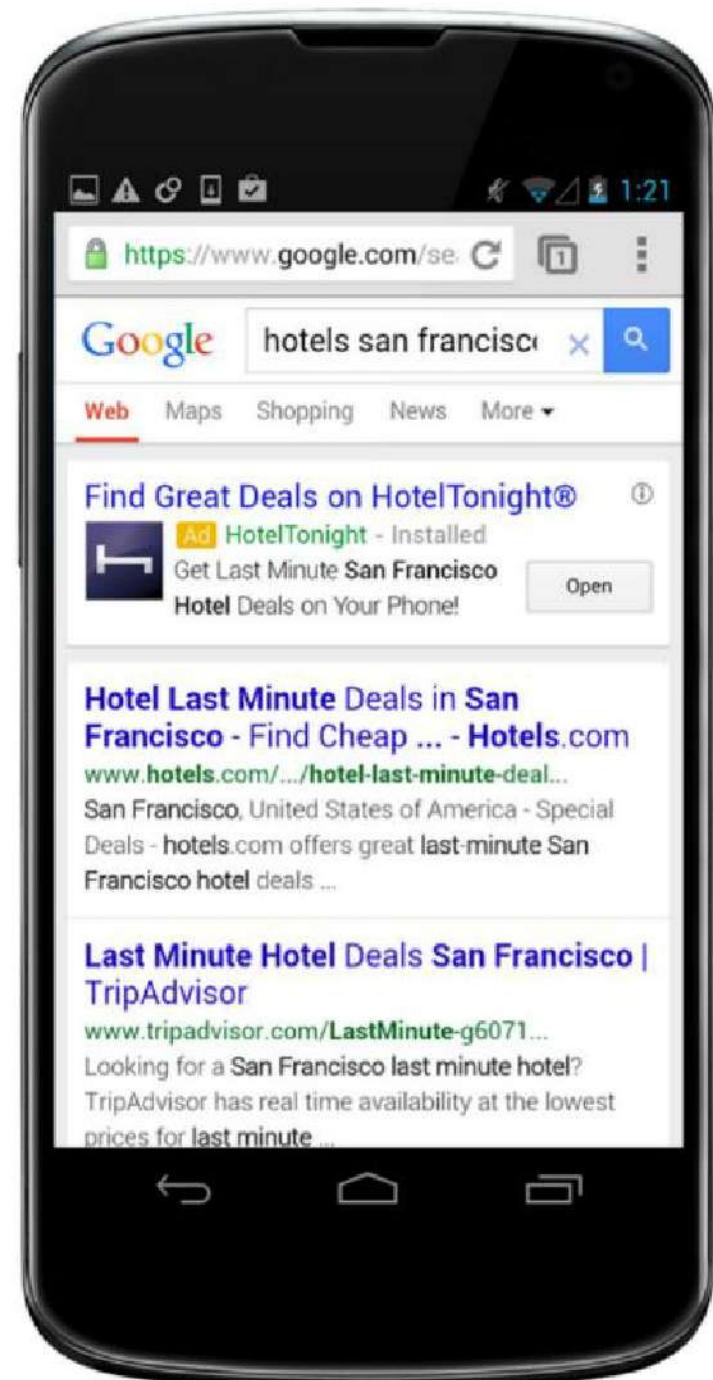 1:21
https://www.google.com/se
1
Google hotels san francisc
Web Maps Shopping News More
Find Great Deals on HotelTonight®
Ad HotelTonight - Installed
Get Last Minute San Francisco
Hotel Deals on Your Phone!
Open
Hotel Last Minute Deals in San
Francisco - Find Cheap ... - Hotels.com
www.hotels.com/.../hotel-last-minute-deal...
San Francisco, United States of America - Special
Deals - hotels.com offers great last-minute San
Francisco hotel deals ...
Last Minute Hotel Deals San Francisco |
TripAdvisor
www.tripadvisor.com/LastMinute-g6071...
Looking for a San Francisco last minute hotel?
TripAdvisor has real time availability at the lowest
prices for last minute ...